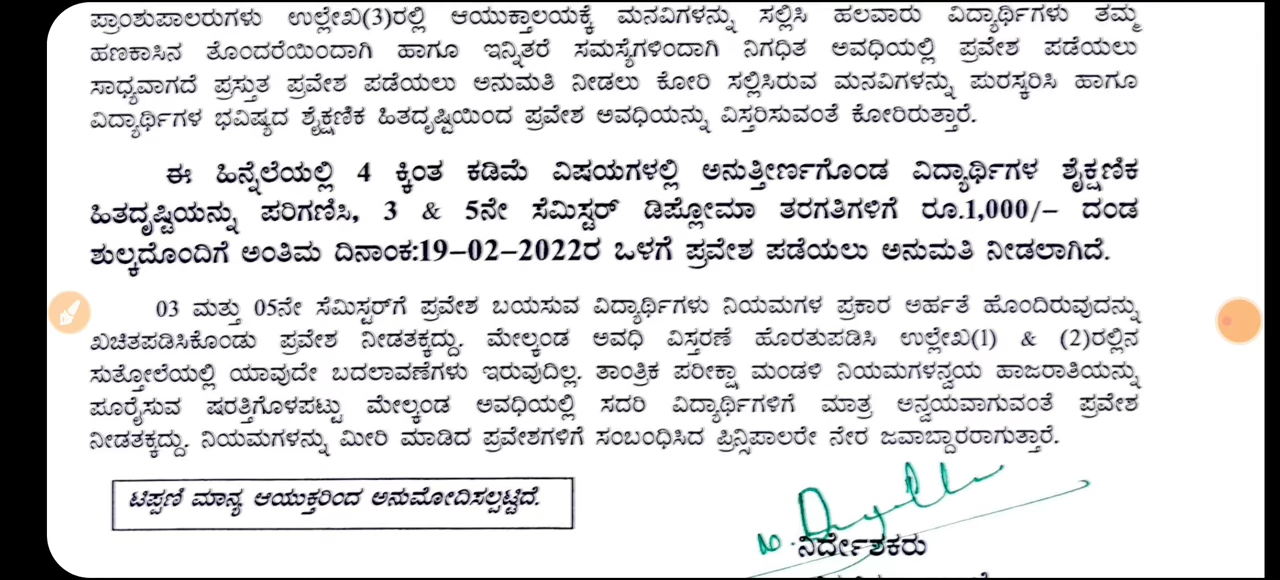 ಪ್ರಾಂಶುಪಾಲರುಗಳು ಉಲ್ಲೇಖ(3)ರಲ್ಲಿ ಆಯುಕ್ತಾಲಯಕ್ಕೆ ಮನವಿಗಳನ್ನು ಸಲ್ಲಿಸಿ ಹಲವಾರು ವಿದ್ಯಾರ್ಥಿಗಳು ತಮ್ಮ
ಹಣಕಾಸಿನ ತೊಂದರೆಯಿಂದಾಗಿ ಹಾಗೂ ಇನ್ನಿತರೆ ಸಮಸ್ಯೆಗಳಿಂದಾಗಿ ನಿಗಧಿತ ಅವಧಿಯಲ್ಲಿ ಪ್ರವೇಶ ಪಡೆಯಲು
ಸಾಧ್ಯವಾಗದೆ ಪ್ರಸ್ತುತ ಪ್ರವೇಶ ಪಡೆಯಲು ಅನುಮತಿ ನೀಡಲು ಕೋರಿ ಸಲ್ಲಿಸಿರುವ ಮನವಿಗಳನ್ನು ಪುರಸ್ಕರಿಸಿ ಹಾಗೂ
ವಿದ್ಯಾರ್ಥಿಗಳ ಭವಿಷ್ಯದ ಶೈಕ್ಷಣಿಕ ಹಿತದೃಷ್ಟಿಯಿಂದ ಪ್ರವೇಶ ಅವಧಿಯನ್ನು ವಿಸ್ತರಿಸುವಂತೆ ಕೋರಿರುತ್ತಾರೆ.
ಈ ಹಿನ್ನೆಲೆಯಲ್ಲಿ 4 ಕ್ಕಿಂತ ಕಡಿಮೆ ವಿಷಯಗಳಲ್ಲಿ ಅನುತ್ತೀರ್ಣಗೊಂಡ ವಿದ್ಯಾರ್ಥಿಗಳ ಶೈಕ್ಷಣಿಕ
ಹಿತದೃಷ್ಟಿಯನ್ನು ಪರಿಗಣಿಸಿ, 3 & 5ನೇ ಸೆಮಿಸ್ಟರ್ ಡಿಪ್ಲೋಮಾ ತರಗತಿಗಳಿಗೆ ರೂ.1,000/– ದಂಡ
ಶುಲ್ಕದೊಂದಿಗೆ ಅಂತಿಮ ದಿನಾಂಕ:19–02–2022ರ ಒಳಗೆ ಪ್ರವೇಶ ಪಡೆಯಲು ಅನುಮತಿ ನೀಡಲಾಗಿದೆ.
03 ಮತ್ತು 05ನೇ ಸೆಮಿಸ್ಟರ್‌ಗೆ ಪ್ರವೇಶ ಬಯಸುವ ವಿದ್ಯಾರ್ಥಿಗಳು ನಿಯಮಗಳ ಪ್ರಕಾರ ಅರ್ಹತೆ ಹೊಂದಿರುವುದನ್ನು
ಖಚಿತಪಡಿಸಿಕೊಂಡು ಪ್ರವೇಶ ನೀಡತಕ್ಕದ್ದು. ಮೇಲ್ಕಂಡ ಅವಧಿ ವಿಸ್ತರಣೆ ಹೊರತುಪಡಿಸಿ ಉಲ್ಲೇಖ(1) & (2)ರಲ್ಲಿನ
ಸುತ್ತೋಲೆಯಲ್ಲಿ ಯಾವುದೇ ಬದಲಾವಣೆಗಳು ಇರುವುದಿಲ್ಲ. ತಾಂತ್ರಿಕ ಪರೀಕ್ಷಾ ಮಂಡಳಿ ನಿಯಮಗಳನ್ವಯ ಹಾಜರಾತಿಯನ್ನು
ಪೂರೈಸುವ ಷರತ್ತಿಗೊಳಪಟ್ಟು ಮೇಲ್ಕಂಡ ಅವಧಿಯಲ್ಲಿ ಸದರಿ ವಿದ್ಯಾರ್ಥಿಗಳಿಗೆ ಮಾತ್ರ ಅನ್ವಯವಾಗುವಂತೆ ಪ್ರವೇಶ
ನೀಡತಕ್ಕದ್ದು. ನಿಯಮಗಳನ್ನು ಮೀರಿ ಮಾಡಿದ ಪ್ರವೇಶಗಳಿಗೆ ಸಂಬಂಧಿಸಿದ ಪ್ರಿನ್ಸಿಪಾಲರೇ ನೇರ ಜವಾಬ್ದಾರರಾಗುತ್ತಾರೆ.
ಟಿಪ್ಪಣಿ ಮಾನ್ಯ ಆಯುಕ್ತರಿಂದ ಅನುಮೋದಿಸಲ್ಪಟ್ಟಿದೆ.
ನಿರ್ದೇಶಕರು